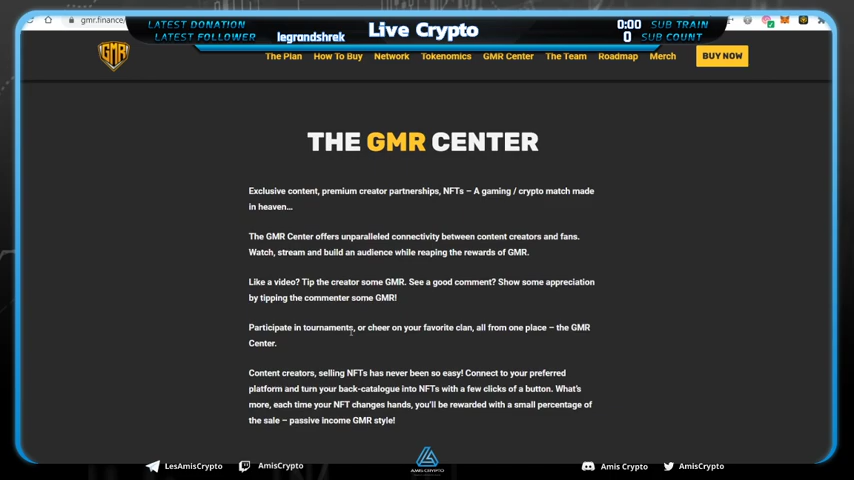 gmr.finance/
LATEST DONATION
LATEST FOLLOWER
legrandshrek
Live Crypto
0:00 SUB TRAIN
0 SUB COUNT
GMR
The Plan How To Buy Network Tokenomics GMR Center The Team Roadmap Merch BUY NOW
THE GMR CENTER
Exclusive content, premium creator partnerships, NFTs – A gaming / crypto match made
in heaven...
The GMR Center offers unparalleled connectivity between content creators and fans.
Watch, stream and build an audience while reaping the rewards of GMR.
Like a video? Tip the creator some GMR. See a good comment? Show some appreciation
by tipping the commenter some GMR!
Participate in tournaments, or cheer on your favorite clan, all from one place – the GMR
Center.
Content creators, selling NFTs has never been so easy! Connect to your preferred
platform and turn your back-catalogue into NFTs with a few clicks of a button. What's
more, each time your NFT changes hands, you'll be rewarded with a small percentage of
the sale – passive income GMR style!
LesAmisCrypto AmisCrypto AMIS CRYPTO Amis Crypto AmisCrypto